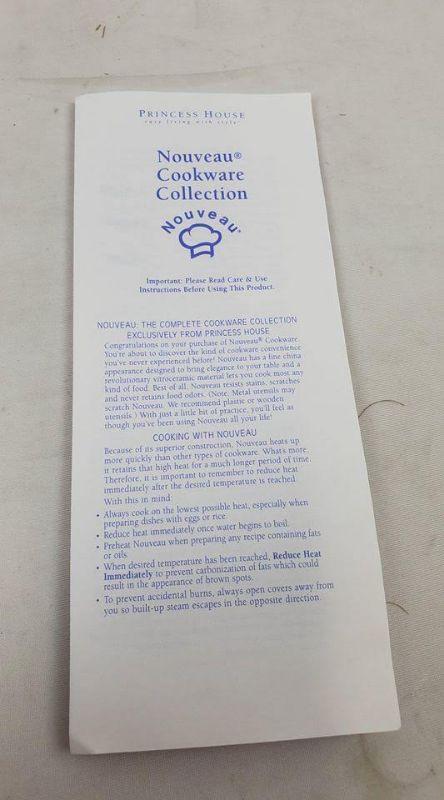 PRINCESS HOUSE
easy living with style
Nouveau®
Cookware
Collection
Nouveau®
Important: Please Read Care & Use
Instructions Before Using This Product.
NOUVEAU: THE COMPLETE COOKWARE COLLECTION
EXCLUSIVELY FROM PRINCESS HOUSE
Congratulations on your purchase of Nouveau® Cookware.
You're about to discover the kind of cookware convenience
you've never experienced before! Nouveau has a fine china
appearance designed to bring elegance to your table and a
revolutionary vitroceramic material lets you cook most any
kind of food. Best of all, Nouveau resists stains, scratches
and never retains food odors. (Note: Metal utensils may
scratch Nouveau. We recommend plastic or wooden
utensils.) With just a little bit of practice, you'll feel as
though you've been using Nouveau all your life!
COOKING WITH NOUVEAU
Because of its superior construction, Nouveau heats up
more quickly than other types of cookware. What's more,
it retains that high heat for a much longer period of time.
Therefore, it is important to remember to reduce heat
immediately after the desired temperature is reached.
With this in mind:
• Always cook on the lowest possible heat, especially when
preparing dishes with eggs or rice.
• Reduce heat immediately once water begins to boil.
• Preheat Nouveau when preparing any recipe containing fats
or oils.
• When desired temperature has been reached, Reduce Heat
Immediately to prevent carbonization of fats which could
result in the appearance of brown spots.
• To prevent accidental burns, always open covers away from
you so built-up steam escapes in the opposite direction.